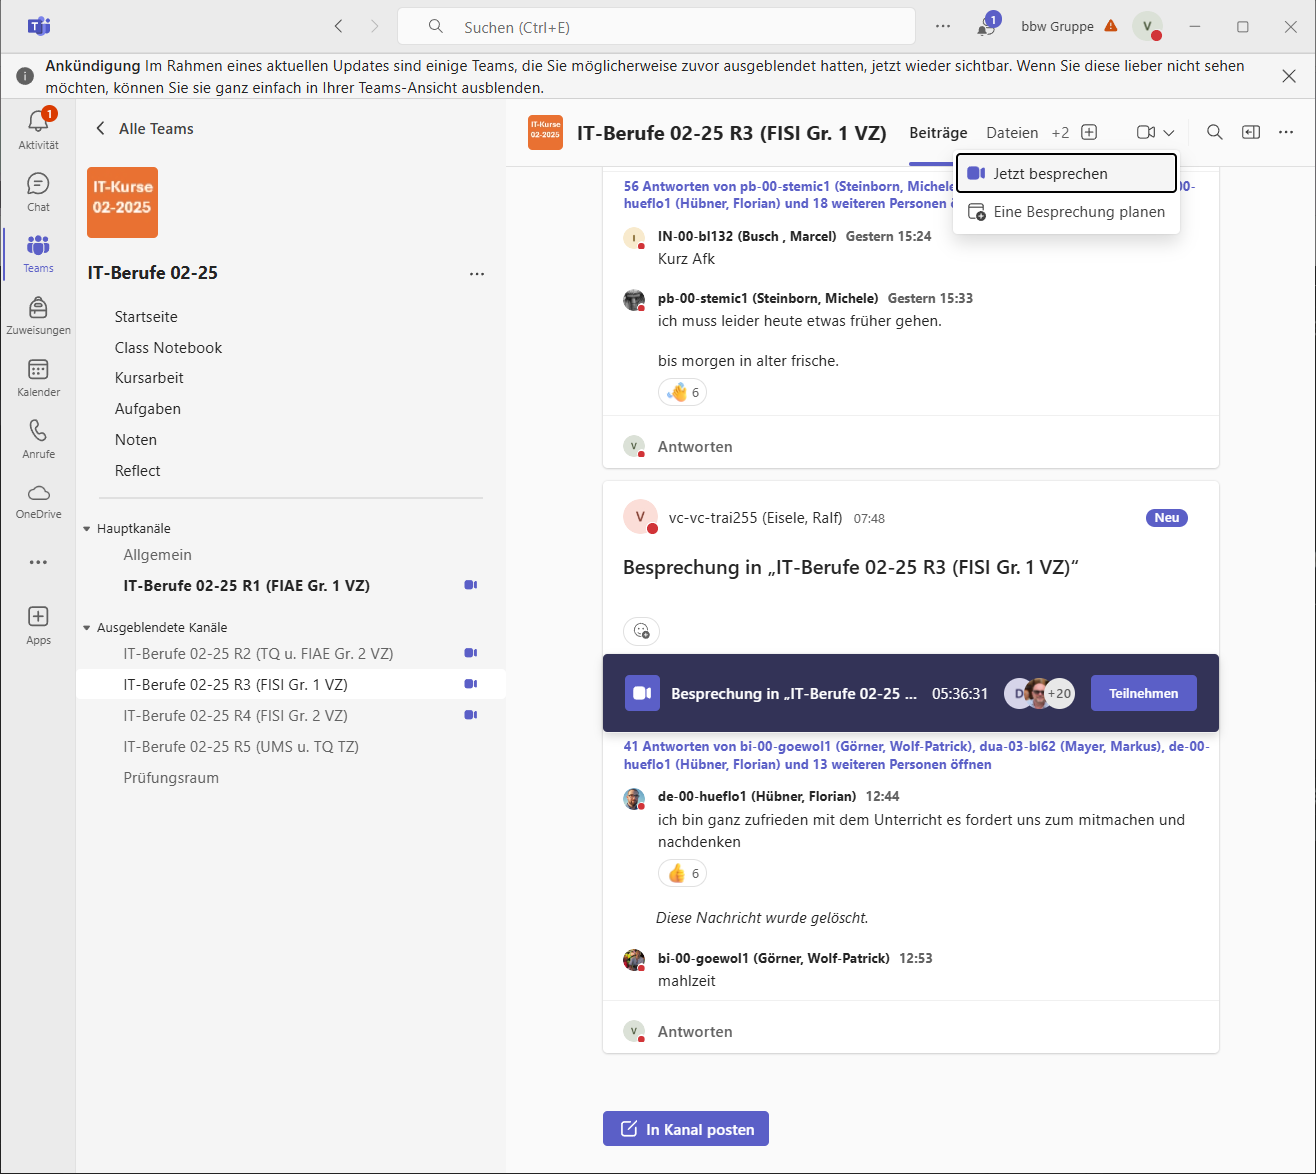 Suchen (Ctrl+E)
1
bbw Gruppe
V
Ankündigung Im Rahmen eines aktuellen Updates sind einige Teams, die Sie möglicherweise zuvor ausgeblendet hatten, jetzt wieder sichtbar. Wenn Sie diese lieber nicht sehen
möchten, können Sie sie ganz einfach in Ihrer Teams-Ansicht ausblenden.
1
Aktivität
Chat
Teams
Zuweisungen
Kalender
Anrufe
OneDrive
Apps
Alle Teams
IT-Kurse
02-2025
IT-Berufe 02-25
Startseite
Class Notebook
Kursarbeit
Aufgaben
Noten
Reflect
Hauptkanäle
Allgemein
IT-Berufe 02-25 R1 (FIAE Gr. 1 VZ)
Ausgeblendete Kanäle
IT-Berufe 02-25 R2 (TQ u. FIAE Gr. 2 VZ)
IT-Berufe 02-25 R3 (FISI Gr. 1 VZ)
IT-Berufe 02-25 R4 (FISI Gr. 2 VZ)
IT-Berufe 02-25 R5 (UMS u. TQ TZ)
Prüfungsraum
IT-Kurse
02-2025
IT-Berufe 02-25 R3 (FISI Gr. 1 VZ)
Beiträge
Dateien
+2
Jetzt besprechen
Eine Besprechung planen
56 Antworten von pb-00-stemic1 (Steinborn, Michele 00-
hueflo1 (Hübner, Florian) und 18 weiteren Personen
I
IN-00-bl132 (Busch , Marcel) Gestern 15:24
Kurz Afk
pb-00-stemic1 (Steinborn, Michele) Gestern 15:33
ich muss leider heute etwas früher gehen.
bis morgen in alter frische.
6
V
Antworten
V
vc-vc-trai255 (Eisele, Ralf) 07:48
Neu
Besprechung in „IT-Berufe 02-25 R3 (FISI Gr. 1 VZ)“
Besprechung in „IT-Berufe 02-25 ... 05:36:31
D
+20
Teilnehmen
41 Antworten von bi-00-goewol1 (Görner, Wolf-Patrick), dua-03-bl62 (Mayer, Markus), de-00-
hueflo1 (Hübner, Florian) und 13 weiteren Personen öffnen
de-00-hueflo1 (Hübner, Florian) 12:44
ich bin ganz zufrieden mit dem Unterricht es fordert uns zum mitmachen und
nachdenken
6
Diese Nachricht wurde gelöscht.
bi-00-goewol1 (Görner, Wolf-Patrick) 12:53
mahlzeit
V
Antworten
In Kanal posten